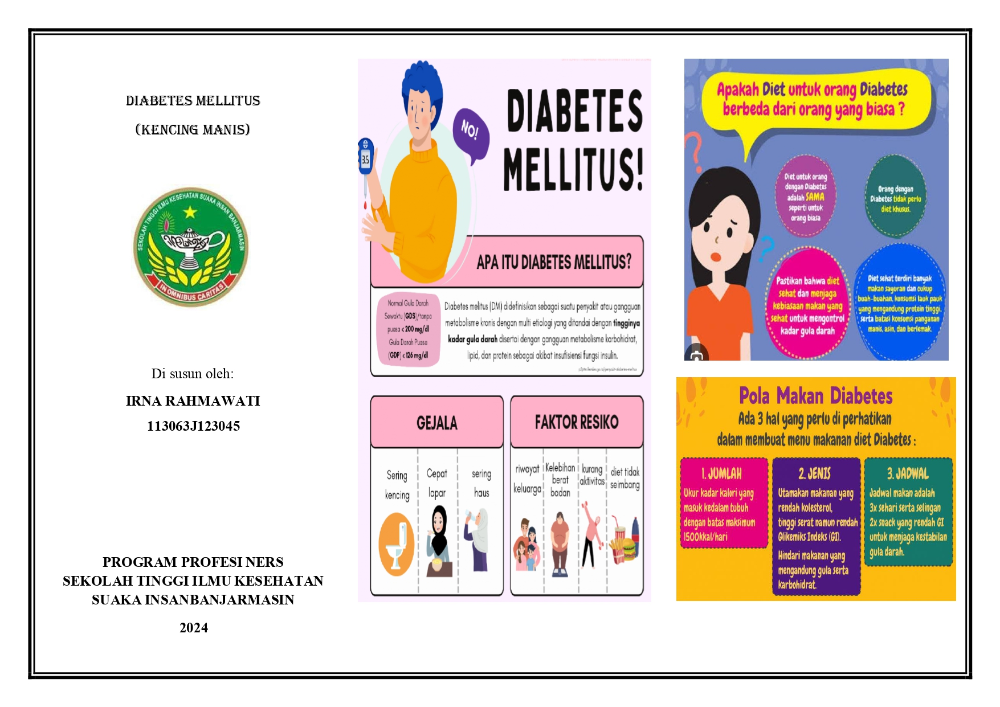 DIABETES MELLITUS
(KENCING MANIS)
SEKOLAH TINGGI ILMU KESEHATAN SUAKA INSAN BANJARMASIN
IN OMNIBUS CARITAS
Di susun oleh:
IRNA RAHMAWATI
113063J123045
PROGRAM PROFESI NERS
SEKOLAH TINGGI ILMU KESEHATAN
SUAKA INSANBANJARMASIN
2024
NO!
3.5
DIABETES
MELLITUS!
APA ITU DIABETES MELLITUS?
Normal Gula Darah
Sewaktu (GDS)/tanpa
puasa < 200 mg/dl
Gula Darah Puasa
(GDP) < 126 mg/dl
Diabetes melitus (DM) didefinisikan sebagai suatu penyakit atau gangguan
metabolisme kronis dengan multi etiologi yang ditandai dengan tingginya
kadar gula darah disertai dengan gangguan metabolisme karbohidrat,
lipid, dan protein sebagai akibat insufisiensi fungsi insulin.
GEJALA
Sering
kencing
Cepat
lapar
sering
haus
FAKTOR RESIKO
riwayat
keluarga
Kelebihan
berat
badan
kurang
aktivitas
diet tidak
seimbang
Apakah Diet untuk orang Diabetes
berbeda dari orang yang biasa ?
Diet untuk orang
dengan Diabetes
adalah SAMA
seperti untuk
orang biasa
Orang dengan
Diabetes tidak perlu
diet khusus.
Pastikan bahwa diet
sehat dan menjaga
kebiasaan makan yang
sehat untuk mengontrol
kadar gula darah
Diet sehat terdiri banyak
makan sayuran dan cukup
buah-buahan, konsumsi lauk pauk
yang mengandung protein tinggi,
serta batasi konsumsi panganan
manis, asin, dan berlemak.
Pola Makan Diabetes
Ada 3 hal yang perlu di perhatikan
dalam membuat menu makanan diet Diabetes :
1. JUMLAH
Ukur kadar kalori yang
masuk kedalam tubuh
dengan batas maksimum
1500kkal/hari
2. JENIS
Utamakan makanan yang
rendah kolesterol,
tinggi serat namun rendah
Glikemiks Indeks (GI).
Hindari makanan yang
mengandung gula serta
karbohidrat.
3. JADWAL
Jadwal makan adalah
3x sehari serta selingan
2x snack yang rendah GI
untuk menjaga kestabilan
gula darah.